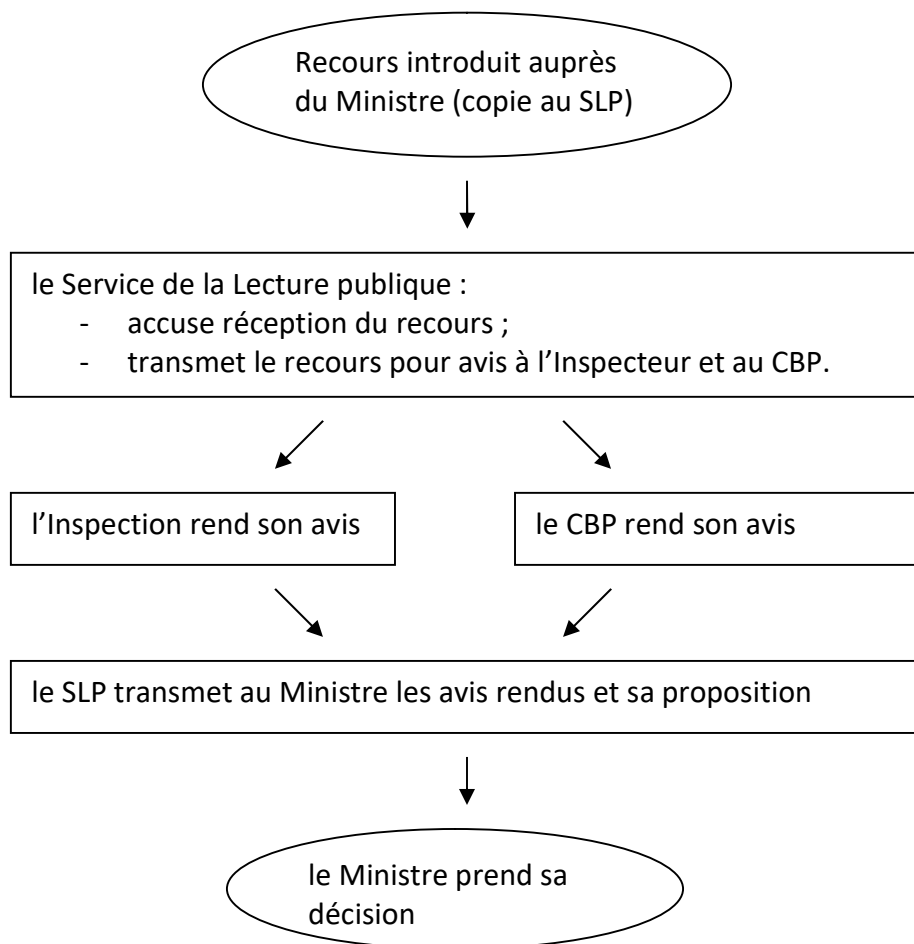 Recours introduit auprès
du Ministre (copie au SLP)
le Service de la Lecture publique :
- accuse réception du recours ;
- transmet le recours pour avis à l’Inspecteur et au CBP.
l’Inspection rend son avis
le CBP rend son avis
le SLP transmet au Ministre les avis rendus et sa proposition
le Ministre prend sa
décision